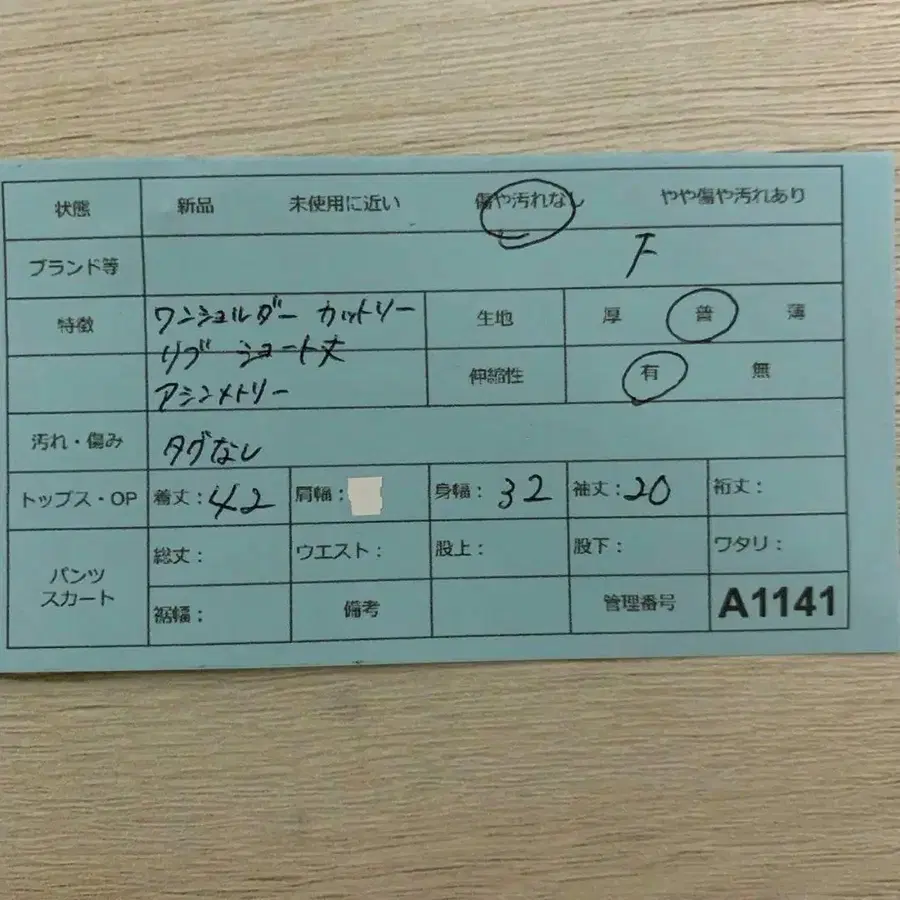 状態 新品 未使用に近い 傷や汚れなし やや傷や汚れあり
ブランド等 F
特徴 ワンショルダー カットソー 生地 厚 普 薄
リブ ショート丈
アシンメトリー 伸縮性 有 無
汚れ・傷み タグなし
トップス・OP 着丈：42 肩幅： 身幅：32 袖丈：20 裄丈：
パンツ スカート 総丈： ウエスト： 股上： 股下： ワタリ：
裾幅： 備考 管理番号 A1141